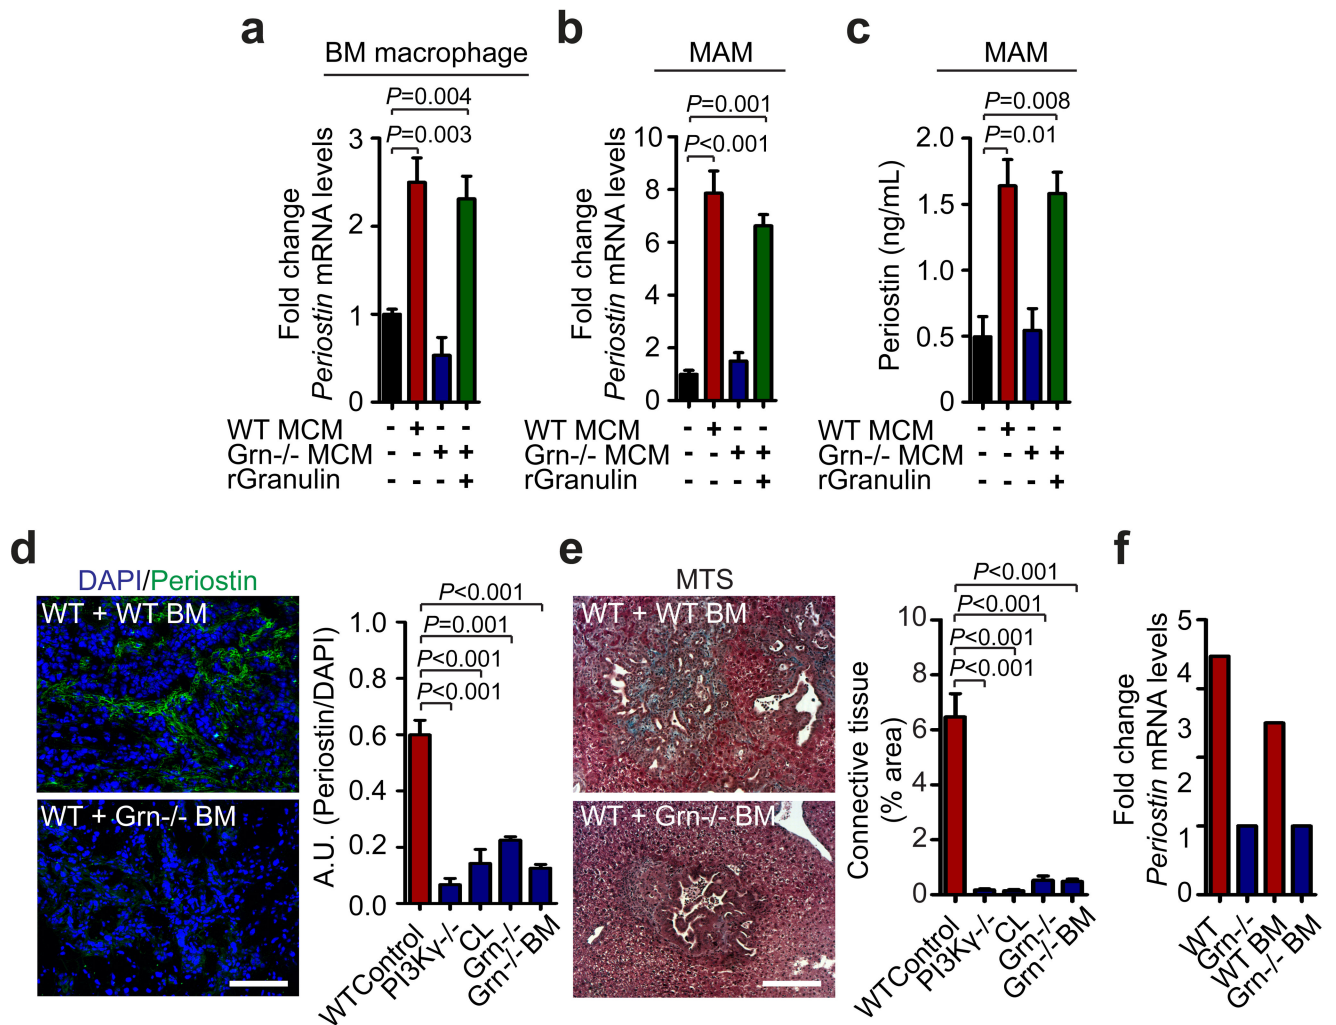 a
BM macrophage
P=0.004
P=0.003
Fold change
Periostin mRNA levels
3
2
1
0
WT MCM - + - -
Grn-/- MCM - - + +
rGranulin - - - +
b
MAM
P=0.001
P<0.001
Fold change
Periostin mRNA levels
10
8
6
4
2
0
WT MCM - + - -
Grn-/- MCM - - + +
rGranulin - - - +
c
MAM
P=0.008
P=0.01
Periostin (ng/mL)
2.0
1.5
1.0
0.5
0
WT MCM - + - -
Grn-/- MCM - - + +
rGranulin - - - +
d
DAPI/Periostin
WT + WT BM
WT + Grn-/- BM
P<0.001
P=0.001
P<0.001
P<0.001
A.U. (Periostin/DAPI)
1.0
0.8
0.6
0.4
0.2
0.0
WTControl
PI3Kγ-/-
CL
Grn-/-
Grn-/- BM
e
MTS
WT + WT BM
WT + Grn-/- BM
P<0.001
P<0.001
P<0.001
P<0.001
Connective tissue
(% area)
10
8
6
4
2
0
WTControl
PI3Kγ-/-
CL
Grn-/-
Grn-/- BM
f
Fold change
Periostin mRNA levels
5
4
3
2
1
0
WT
Grn-/-
WT BM
Grn-/- BM